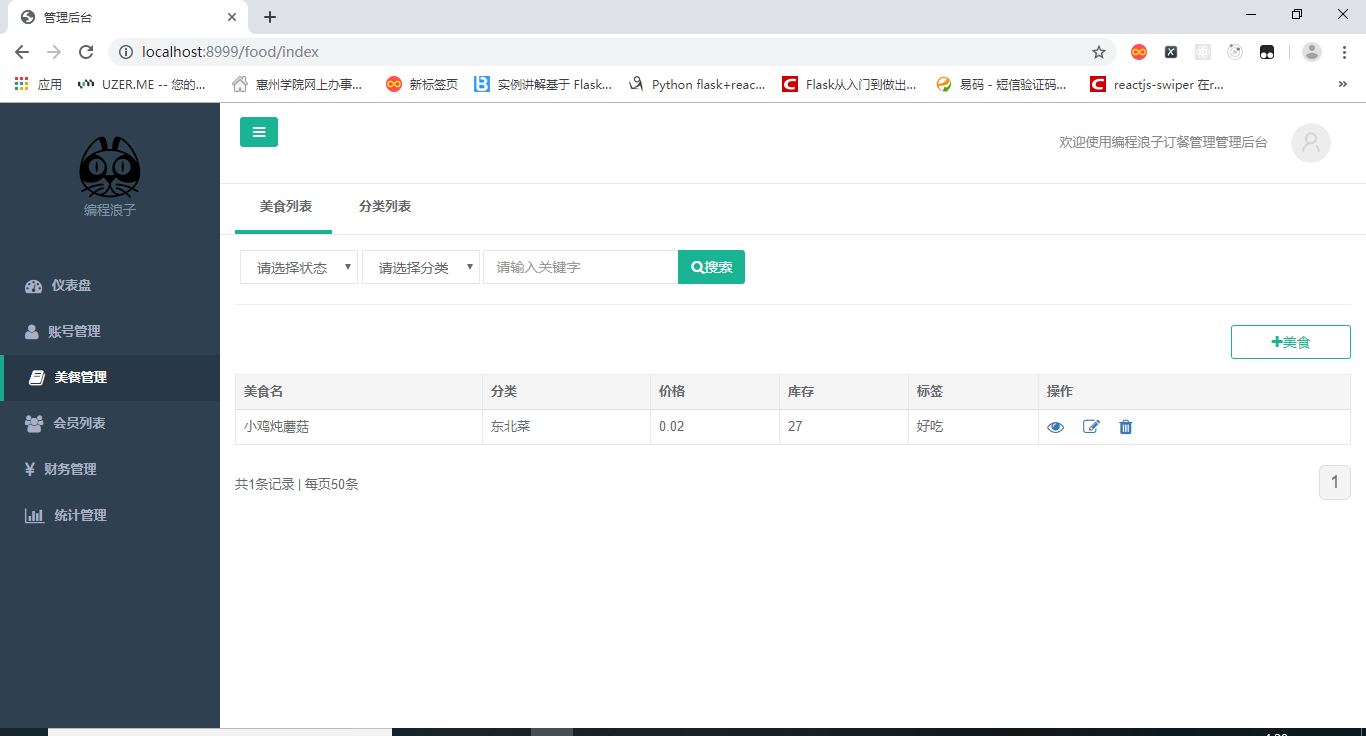 管理后台
localhost:8999/food/index
应用 UZER.ME -- 您的... 惠州学院网上办事... 新标签页 实例讲解基于 Flask... Python flask+reac... Flask从入门到做出... 易码 - 短信验证码... reactjs-swiper 在r... »
编程浪子
欢迎使用编程浪子订餐管理管理后台
仪表盘
账号管理
美餐管理
会员列表
财务管理
统计管理
美食列表 分类列表
请选择状态 请选择分类 请输入关键字 搜索
+美食
美食名 分类 价格 库存 标签 操作
小鸡炖蘑菇 东北菜 0.02 27 好吃
共1条记录 | 每页50条
1